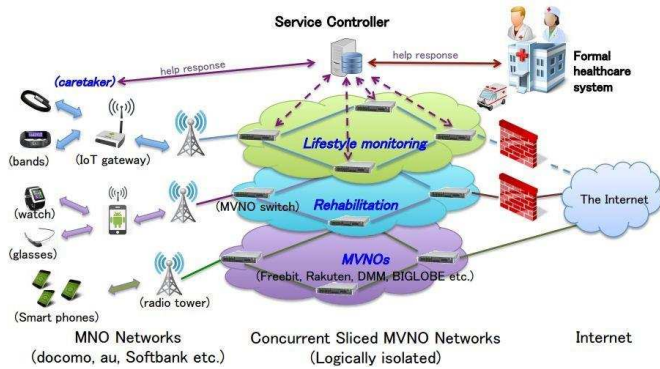 Service Controller
help response
help response
Formal
healthcare
system
(caretaker)
(bands)
(IoT gateway)
Lifestyle monitoring
(watch)
(MVNO switch)
Rehabilitation
The Internet
(glasses)
MVNOs
(Freebit, Rakuten, DMM, BIGLOBE etc.)
(radio tower)
(Smart phones)
MNO Networks
(docomo, au, Softbank etc.)
Concurrent Sliced MVNO Networks
(Logically isolated)
Internet